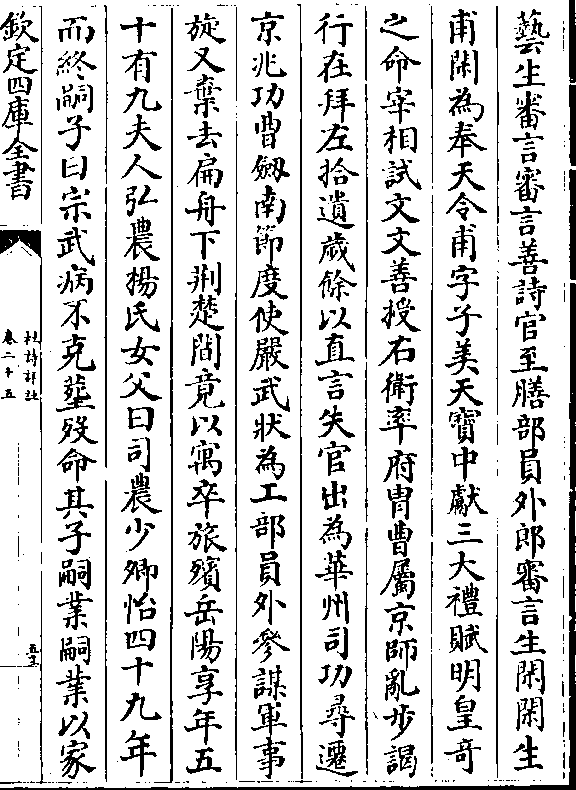 藝生審言審言善詩官至膳部員外郎審言生閑閑生
甫閑為奉天令甫字子美天寶中獻三大禮賦明皇奇
之命宰相試文文善授右衛率府胄曹屬京師亂步謁
行在拜左拾遺歲餘以直言失官出為華州司功尋遷
京兆功曹劒南節度使嚴武狀為工部員外參謀軍事
旋又棄去扁舟下荆楚間竟以寓卒旅殯岳陽享年五
十有九夫人弘農楊氏女父曰司農少卿怡四十九年
而終嗣子曰宗武病不克塟歿命其子嗣業嗣業以家
欽定四庫全書
杜詩詳註
卷二十五